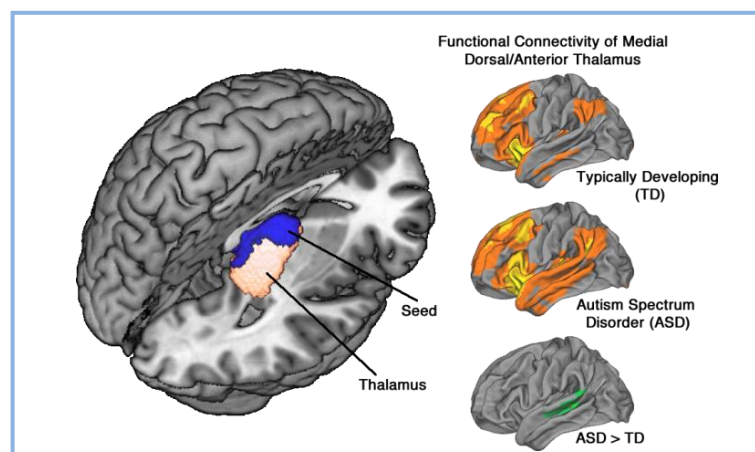 Functional Connectivity of Medial
Dorsal/Anterior Thalamus
Typically Developing
(TD)
Seed
Autism Spectrum
Disorder (ASD)
Thalamus
ASD > TD